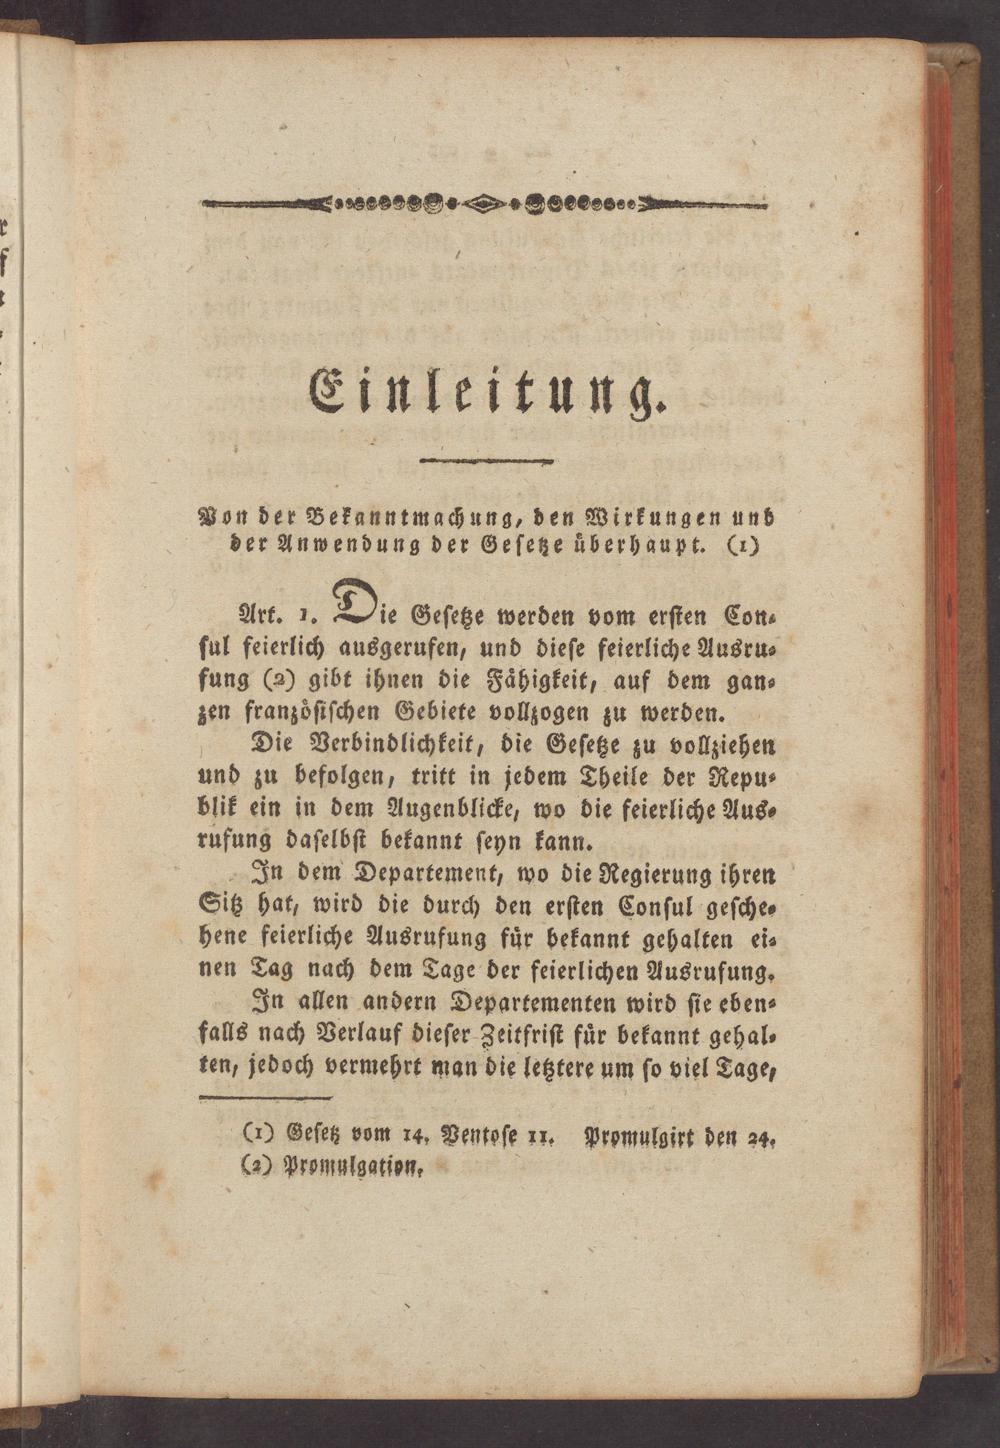 Einleitung.
Von der Bekanntmachung, den Wirkungen und
der Anwendung der Gesetze überhaupt. (1)
Art. 1. Die Gesetze werden vom ersten Con-
sul feierlich ausgerufen, und diese feierliche Ausru-
fung (2) gibt ihnen die Fähigkeit, auf dem gan-
zen französischen Gebiete vollzogen zu werden.
Die Verbindlichkeit, die Gesetze zu vollziehen
und zu befolgen, tritt in jedem Theile der Repu-
blik ein in dem Augenblicke, wo die feierliche Aus-
rufung daselbst bekannt seyn kann.
In dem Departement, wo die Regierung ihren
Sitz hat, wird die durch den ersten Consul gesche-
hene feierliche Ausrufung für bekannt gehalten ei-
nen Tag nach dem Tage der feierlichen Ausrufung.
In allen andern Departementen wird sie eben-
falls nach Verlauf dieser Zeitfrist für bekannt gehal-
ten, jedoch vermehrt man die letztere um so viel Tage,
(1) Gesetz vom 14. Ventose 11. Promulgirt den 24.
(2) Promulgation.